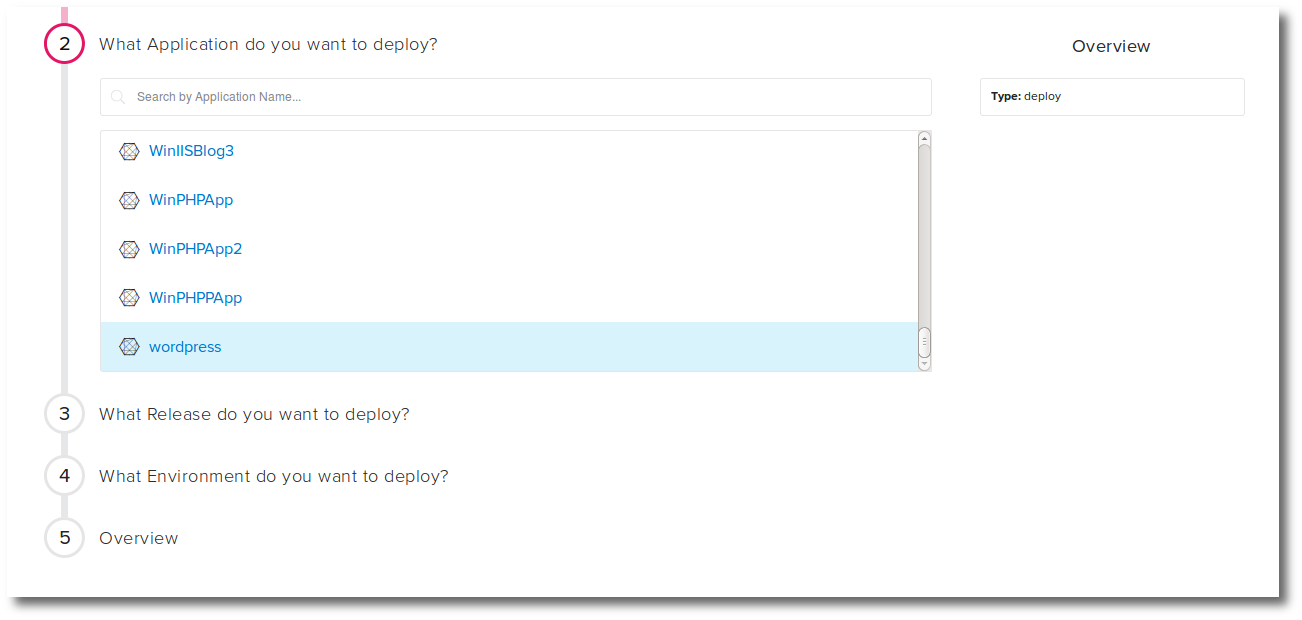 2 What Application do you want to deploy?
Search by Application Name...
WinIISBlog3
WinPHPApp
WinPHPApp2
WinPHPPApp
wordpress
3 What Release do you want to deploy?
4 What Environment do you want to deploy?
5 Overview
Overview
Type: deploy